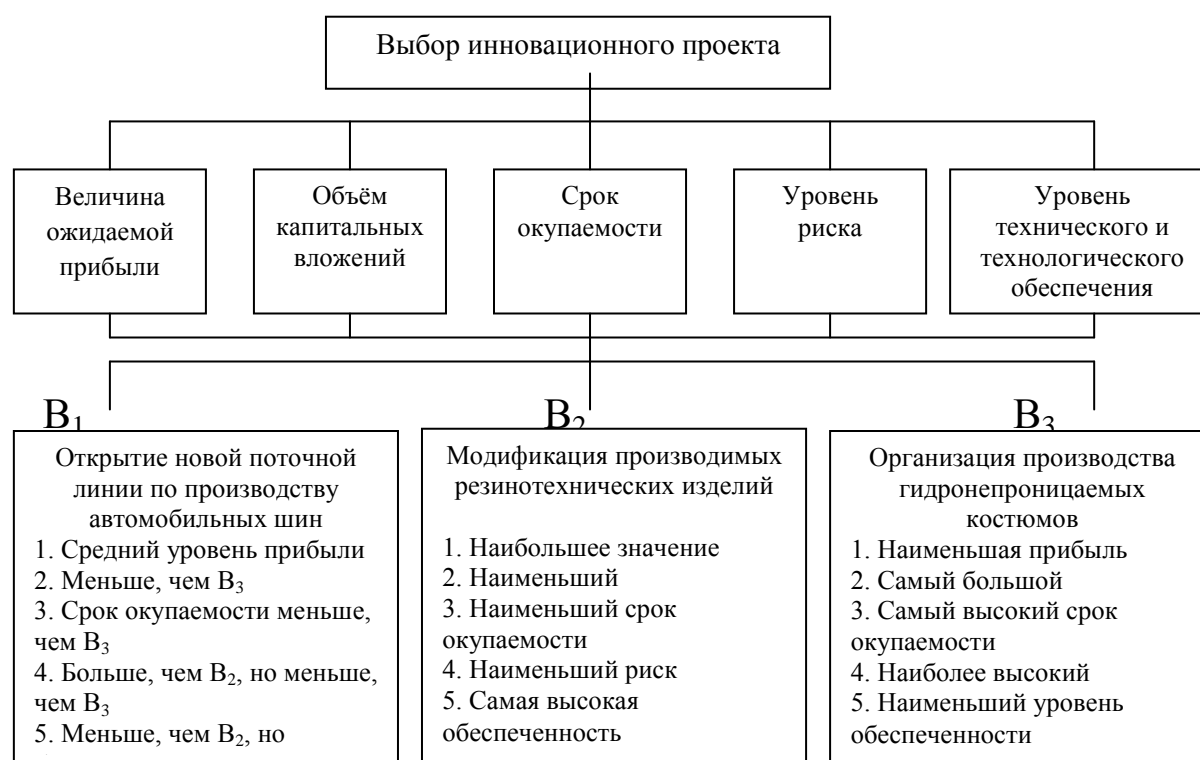 Выбор инновационного проекта
Величина
ожидаемой
прибыли
Объём
капитальных
вложений
Срок
окупаемости
Уровень
риска
Уровень
технического и
технологического
обеспечения
В₁
Открытие новой поточной
линии по производству
автомобильных шин
1. Средний уровень прибыли
2. Меньше, чем В₃
3. Срок окупаемости меньше,
чем В₃
4. Больше, чем В₂, но меньше,
чем В₃
5. Меньше, чем В₂, но
В₂
Модификация производимых
резинотехнических изделий
1. Наибольшее значение
2. Наименьший
3. Наименьший срок
окупаемости
4. Наименьший риск
5. Самая высокая
обеспеченность
В₃
Организация производства
гидронепроницаемых
костюмов
1. Наименьшая прибыль
2. Самый большой
3. Самый высокий срок
окупаемости
4. Наиболее высокий
5. Наименьший уровень
обеспеченности